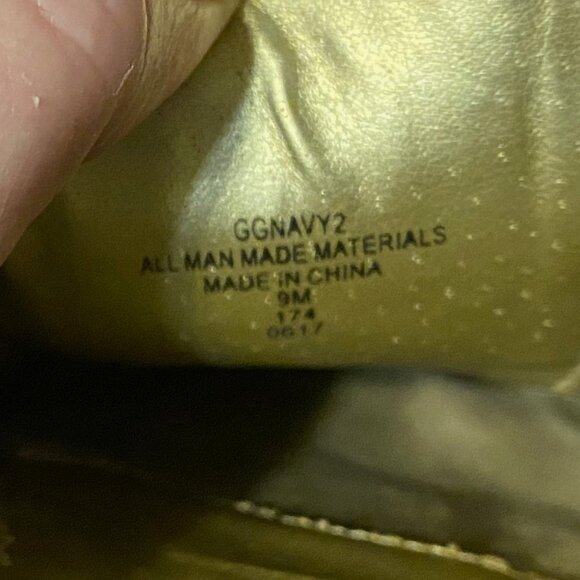 GGNAVY2
ALL MAN MADE MATERIALS
MADE IN CHINA
9M
174
0617